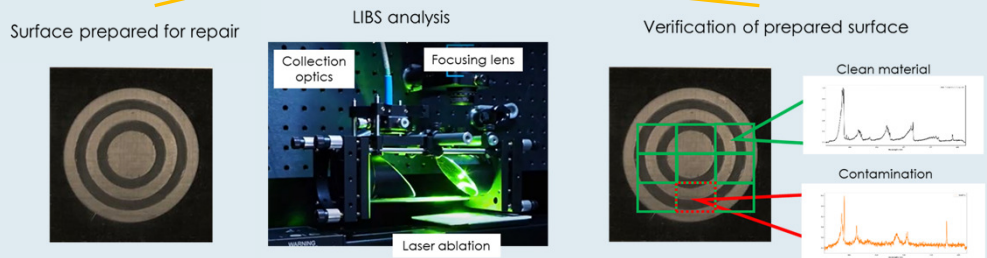 Surface prepared for repair
LIBS analysis
Verification of prepared surface
Collection
optics
Focusing lens
Laser ablation
WARNING
Clean material
Contamination